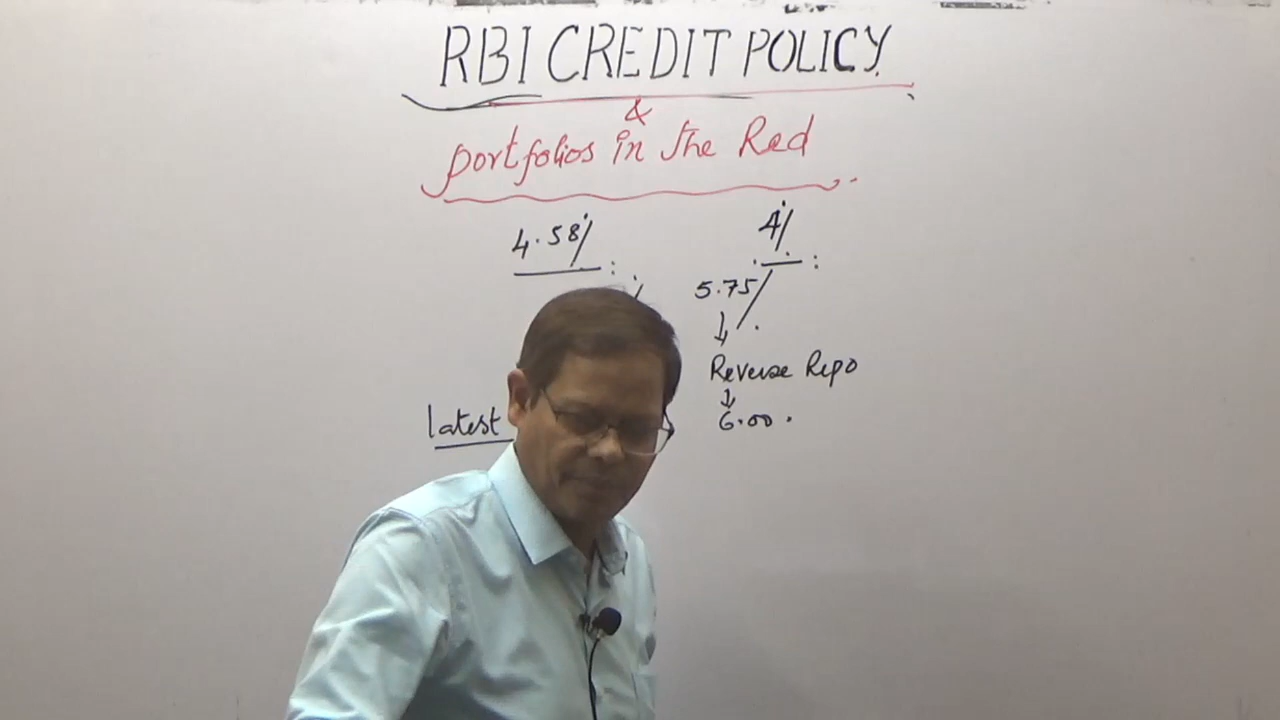 RBI CREDIT POLICY
&
portfolios in the Red
4.58% 4%
5.75%
Reverse Repo
latest 6.00